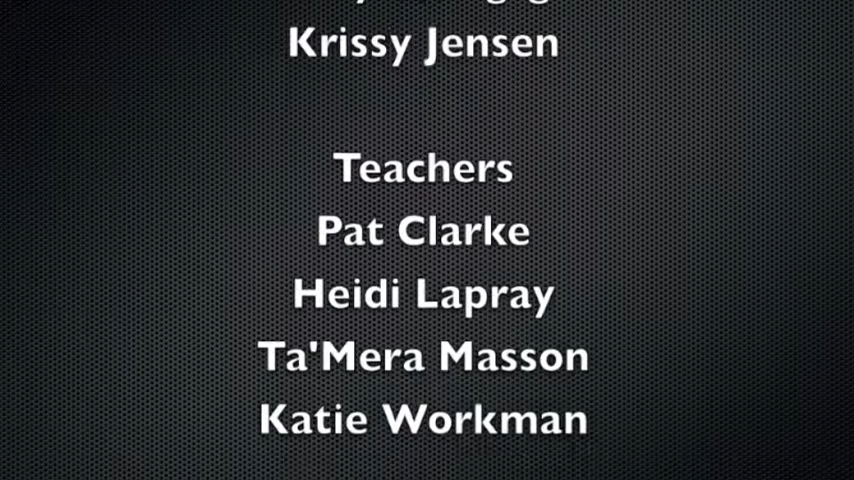 Krissy Jensen
Teachers
Pat Clarke
Heidi Lapray
Ta'Mera Masson
Katie Workman